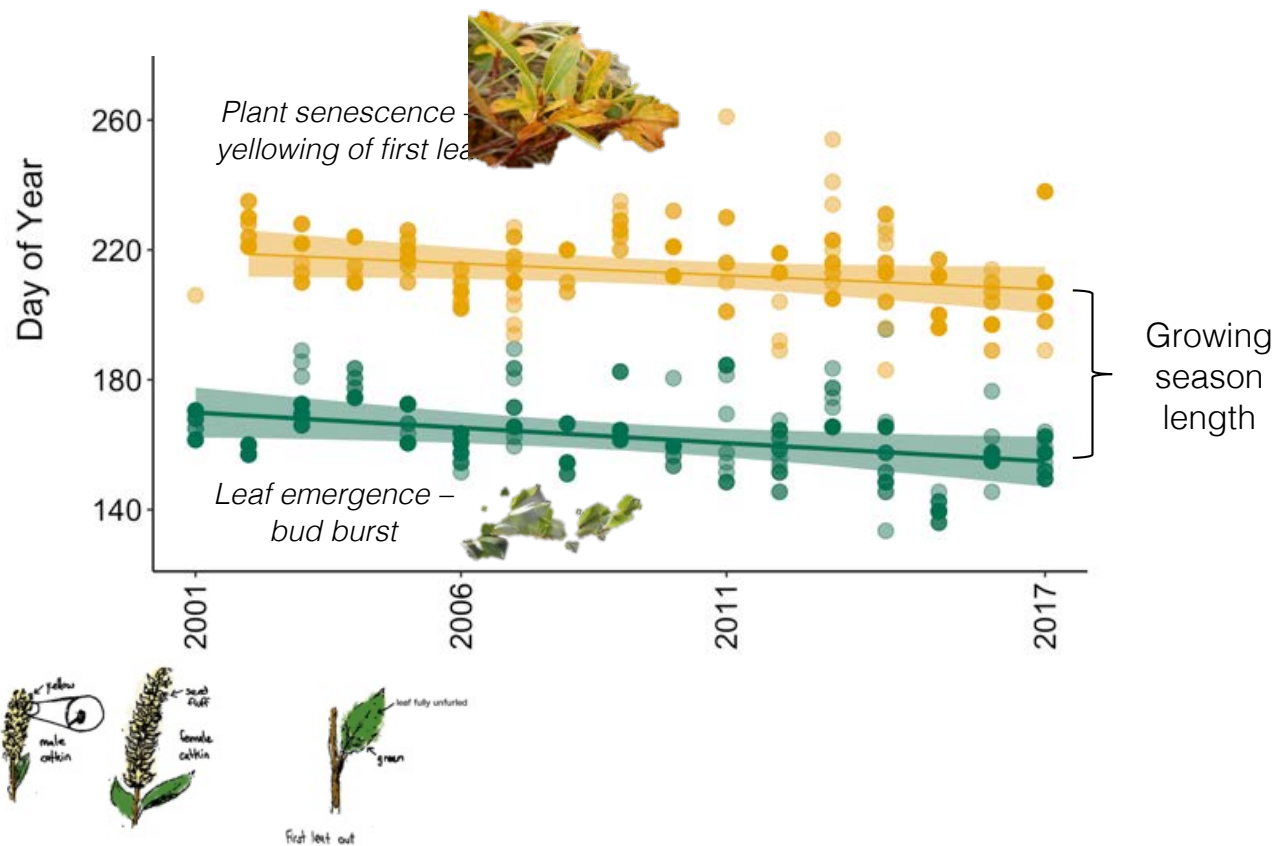 Plant senescence -
yellowing of first lea
260
220
180
140
Day of Year
Growing
season
length
Leaf emergence –
bud burst
2001
2006
2011
2017
yellow
male
catkin
seed
fluff
female
catkin
leaf fully unfurled
green
First leaf out